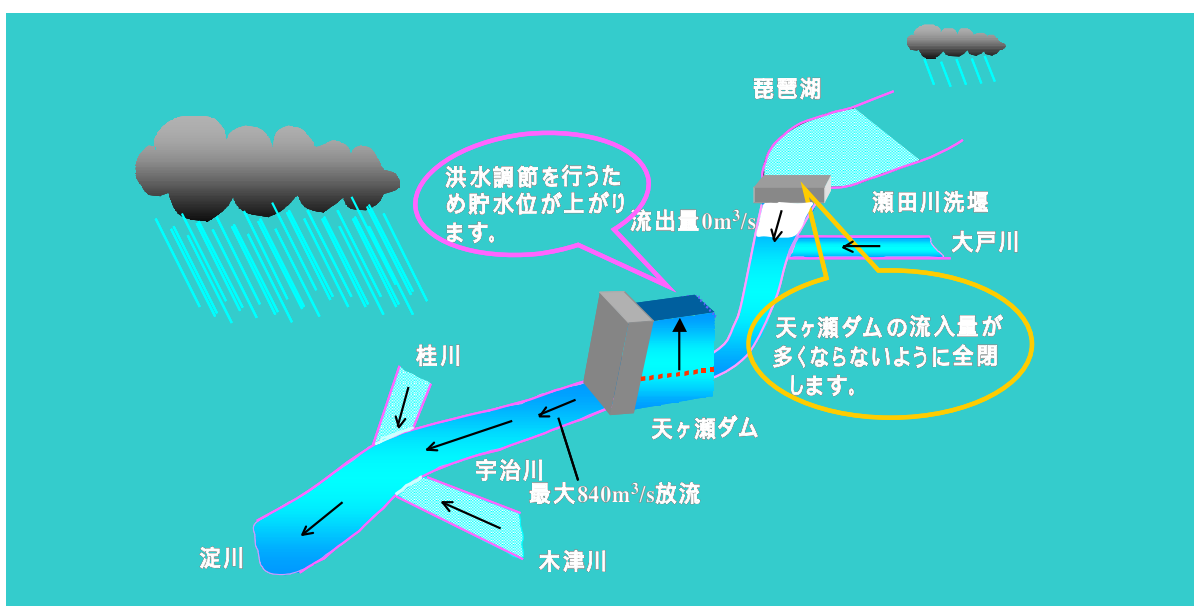 琵琶湖
洪水調節を行うた
め貯水位が上がり
ます。
流出量0m³/s
瀬田川洗堰
大戸川
天ヶ瀬ダムの流入量が
多くならないように全閉
します。
桂川
天ヶ瀬ダム
宇治川
最大840m³/s放流
淀川
木津川